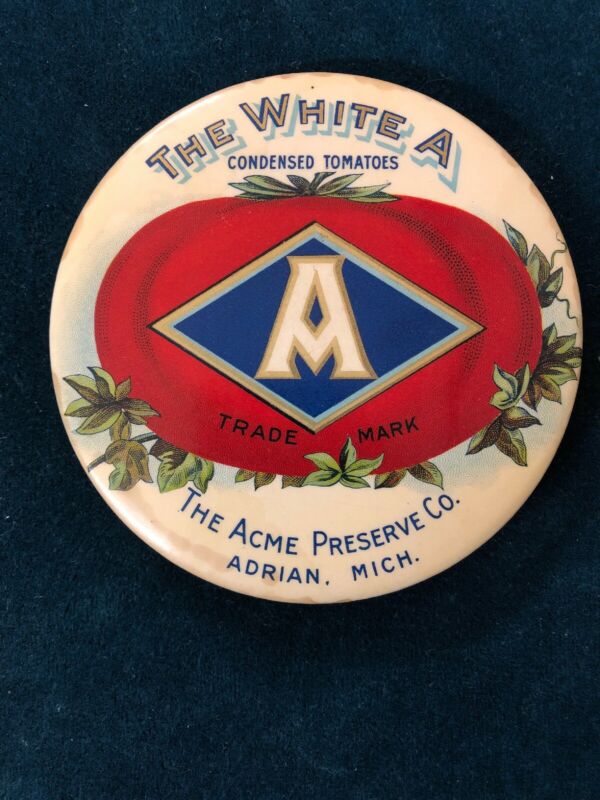 THE WHITE A
CONDENSED TOMATOES
A
TRADE MARK
THE ACME PRESERVE CO.
ADRIAN, MICH.